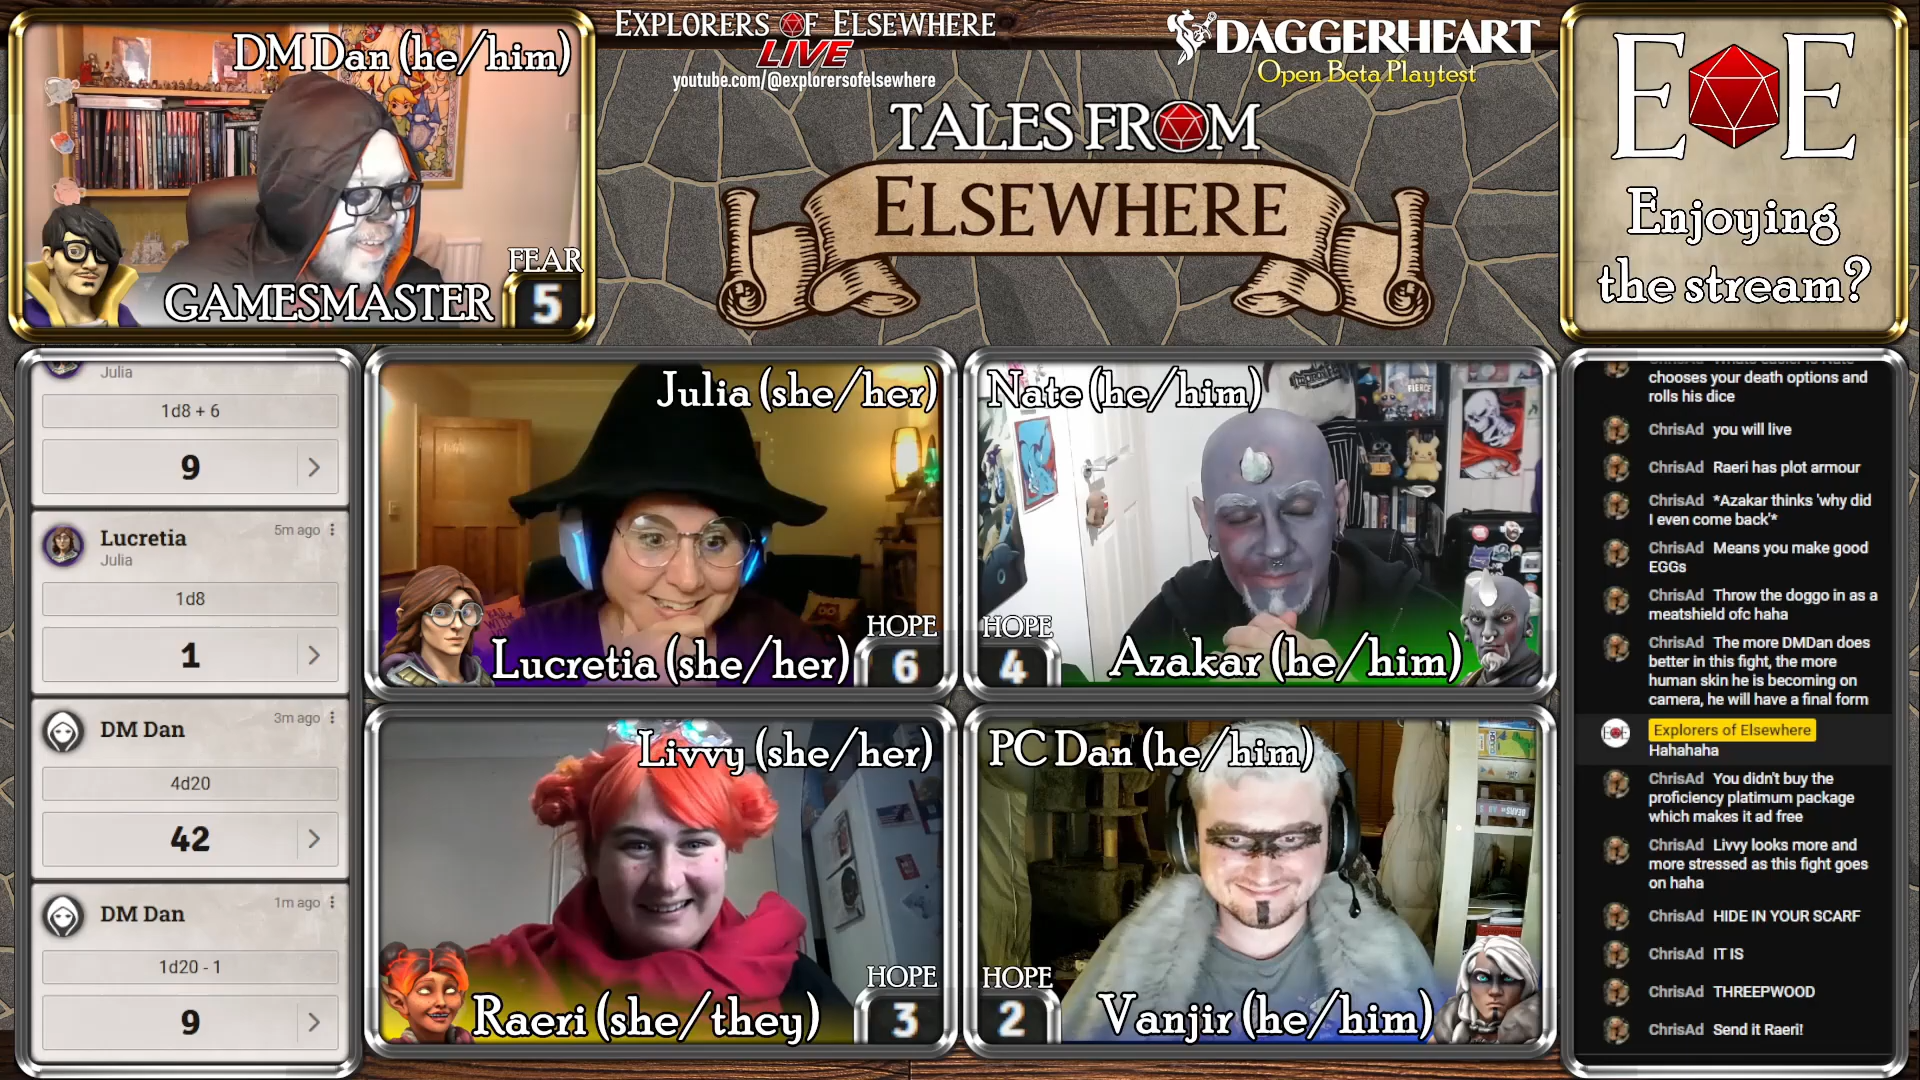 DM Dan (he/him)
FEAR
GAMESMASTER
5
EXPLORERS OF ELSEWHERE
LIVE
youtube.com/@explorersofelsewhere
DAGGERHEART
Open Beta Playtest
TALES FROM
ELSEWHERE
E E
Enjoying
the stream?
Julia
1d8 + 6
9
Lucretia
5m ago
Julia
1d8
1
DM Dan
3m ago
4d20
42
DM Dan
1m ago
1d20 - 1
9
Julia (she/her)
HOPE
Lucretia (she/her)
6
Nate (he/him)
HOPE
4
Azakar (he/him)
Livvy (she/her)
HOPE
Raeri (she/they)
3
PC Dan (he/him)
HOPE
2
Vanjir (he/him)
chooses your death options and
rolls his dice
ChrisAd you will live
ChrisAd Raeri has plot armour
ChrisAd *Azakar thinks 'why did
I even come back'*
ChrisAd Means you make good
EGGs
ChrisAd Throw the doggo in as a
meatshield ofc haha
ChrisAd The more DMDan does
better in this fight, the more
human skin he is becoming on
camera, he will have a final form
Explorers of Elsewhere
Hahahaha
ChrisAd You didn't buy the
proficiency platimum package
which makes it ad free
ChrisAd Livvy looks more and
more stressed as this fight goes
on haha
ChrisAd HIDE IN YOUR SCARF
ChrisAd IT IS
ChrisAd THREEPWOOD
ChrisAd Send it Raeri!